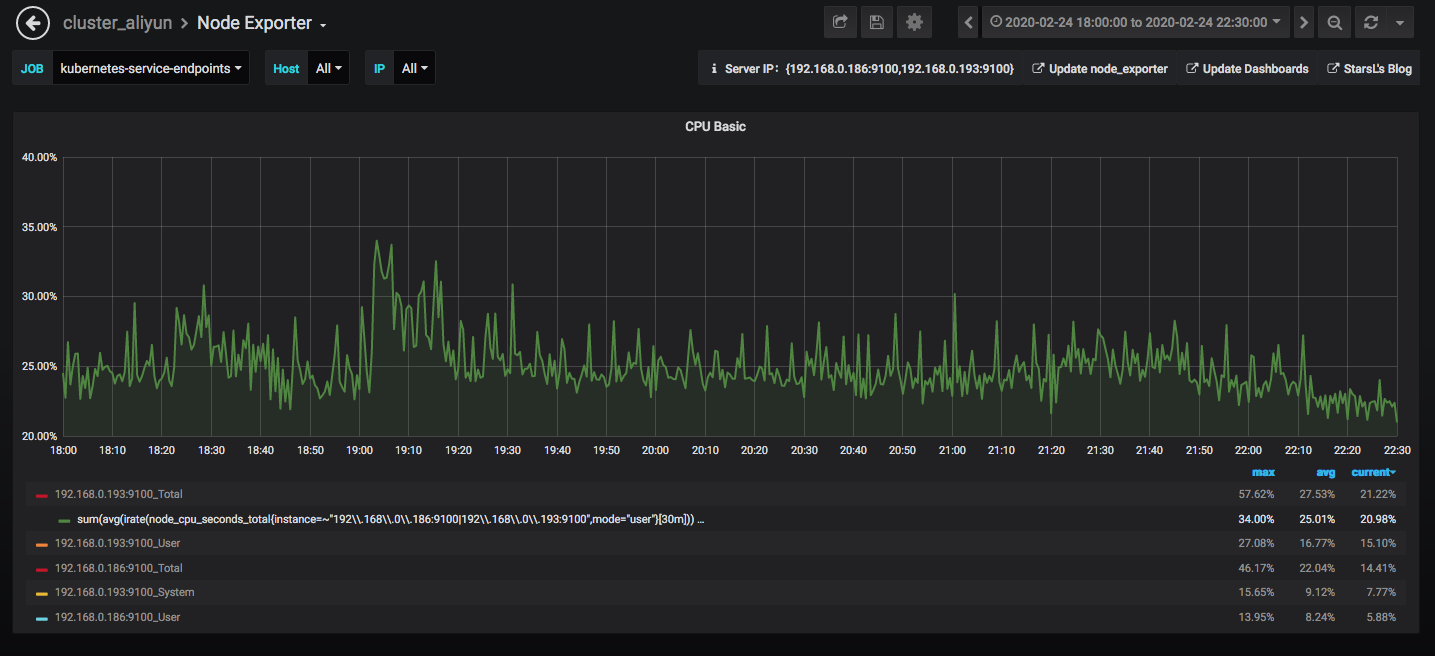 cluster_aliyun > Node Exporter
2020-02-24 18:00:00 to 2020-02-24 22:30:00
JOB kubernetes-service-endpoints Host All IP All
i Server IP: {192.168.0.186:9100,192.168.0.193:9100} Update node_exporter Update Dashboards StarsL's Blog
CPU Basic
40.00%
35.00%
30.00%
25.00%
20.00%
18:00 18:10 18:20 18:30 18:40 18:50 19:00 19:10 19:20 19:30 19:40 19:50 20:00 20:10 20:20 20:30 20:40 20:50 21:00 21:10 21:20 21:30 21:40 21:50 22:00 22:10 22:20 22:30
max avg current
192.168.0.193:9100_Total 57.62% 27.53% 21.22%
sum(avg(irate(node_cpu_seconds_total{instance=~"192\\.168\\.0\\.186:9100|192\\.168\\.0\\.193:9100",mode="user"}[30m])) ... 34.00% 25.01% 20.98%
192.168.0.193:9100_User 27.08% 16.77% 15.10%
192.168.0.186:9100_Total 46.17% 22.04% 14.41%
192.168.0.193:9100_System 15.65% 9.12% 7.77%
192.168.0.186:9100_User 13.95% 8.24% 5.88%